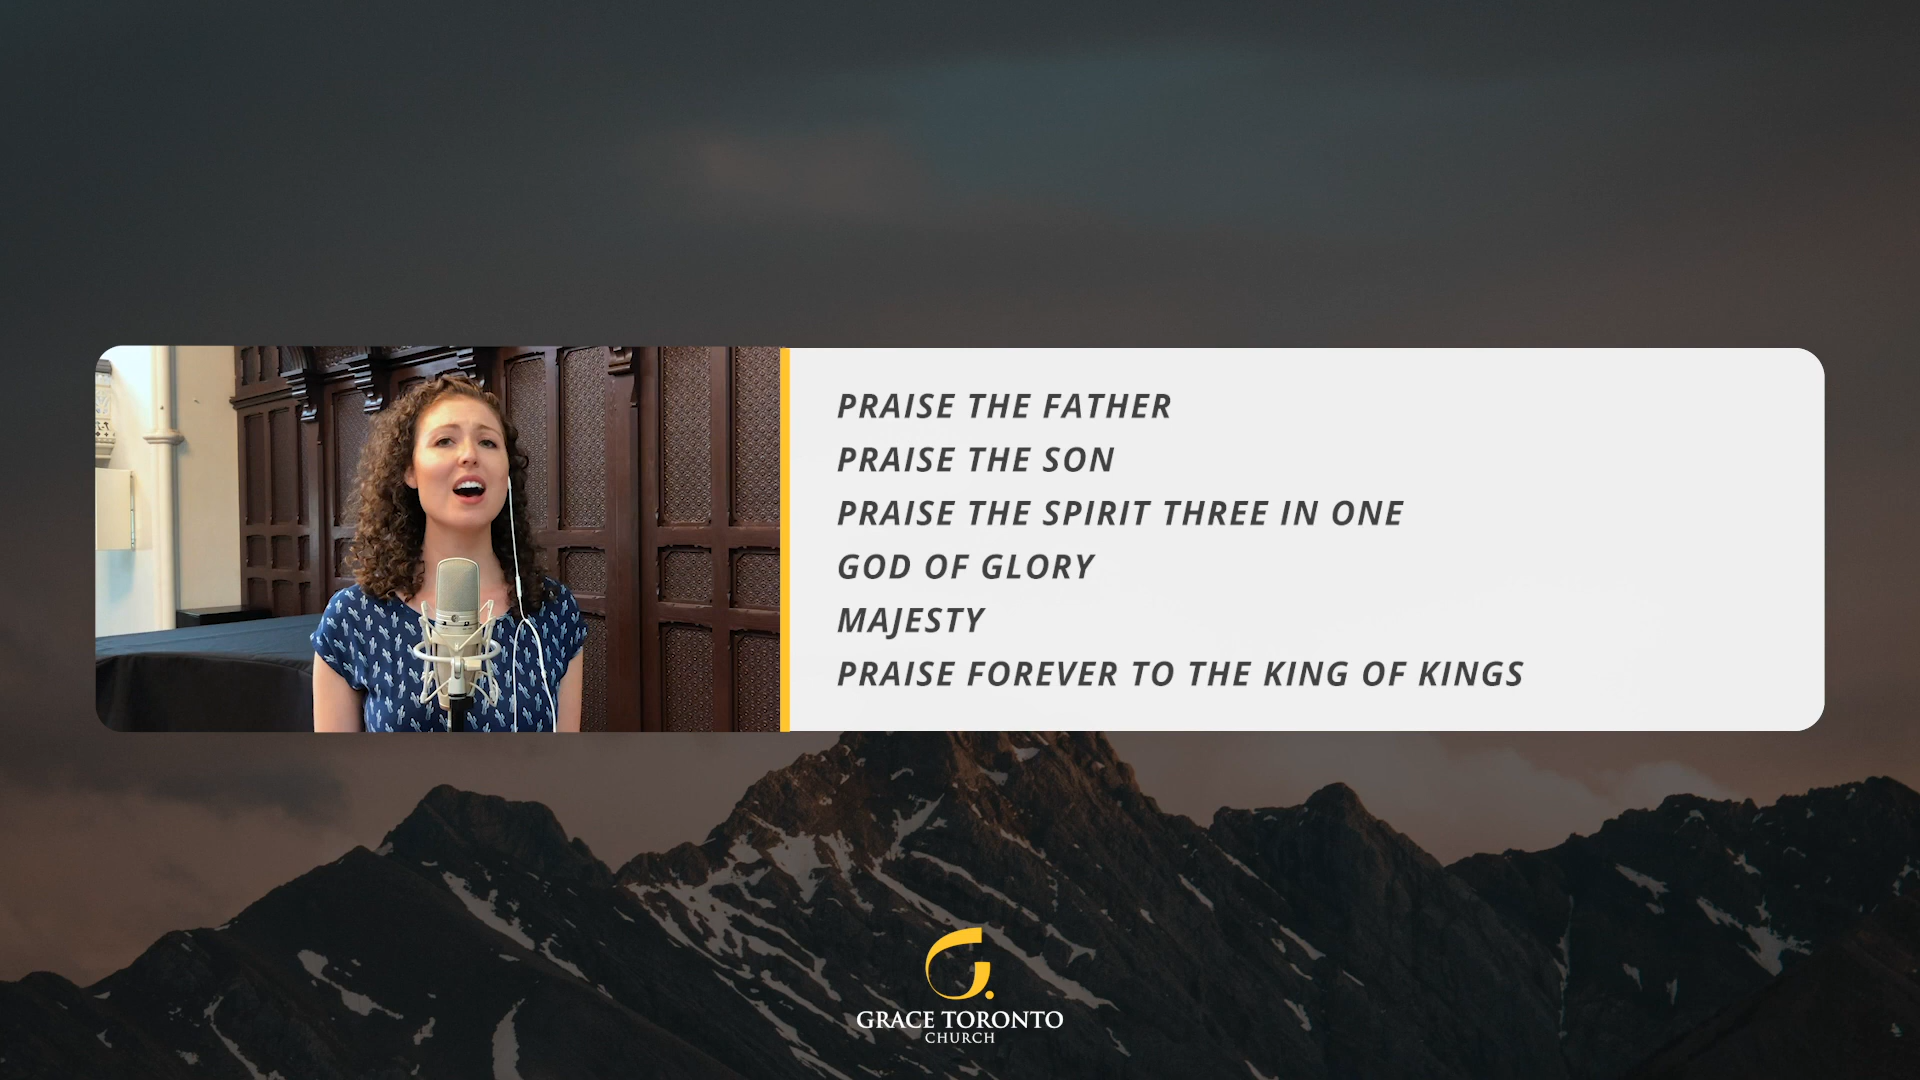 PRAISE THE FATHER
PRAISE THE SON
PRAISE THE SPIRIT THREE IN ONE
GOD OF GLORY
MAJESTY
PRAISE FOREVER TO THE KING OF KINGS
GRACE TORONTO
CHURCH